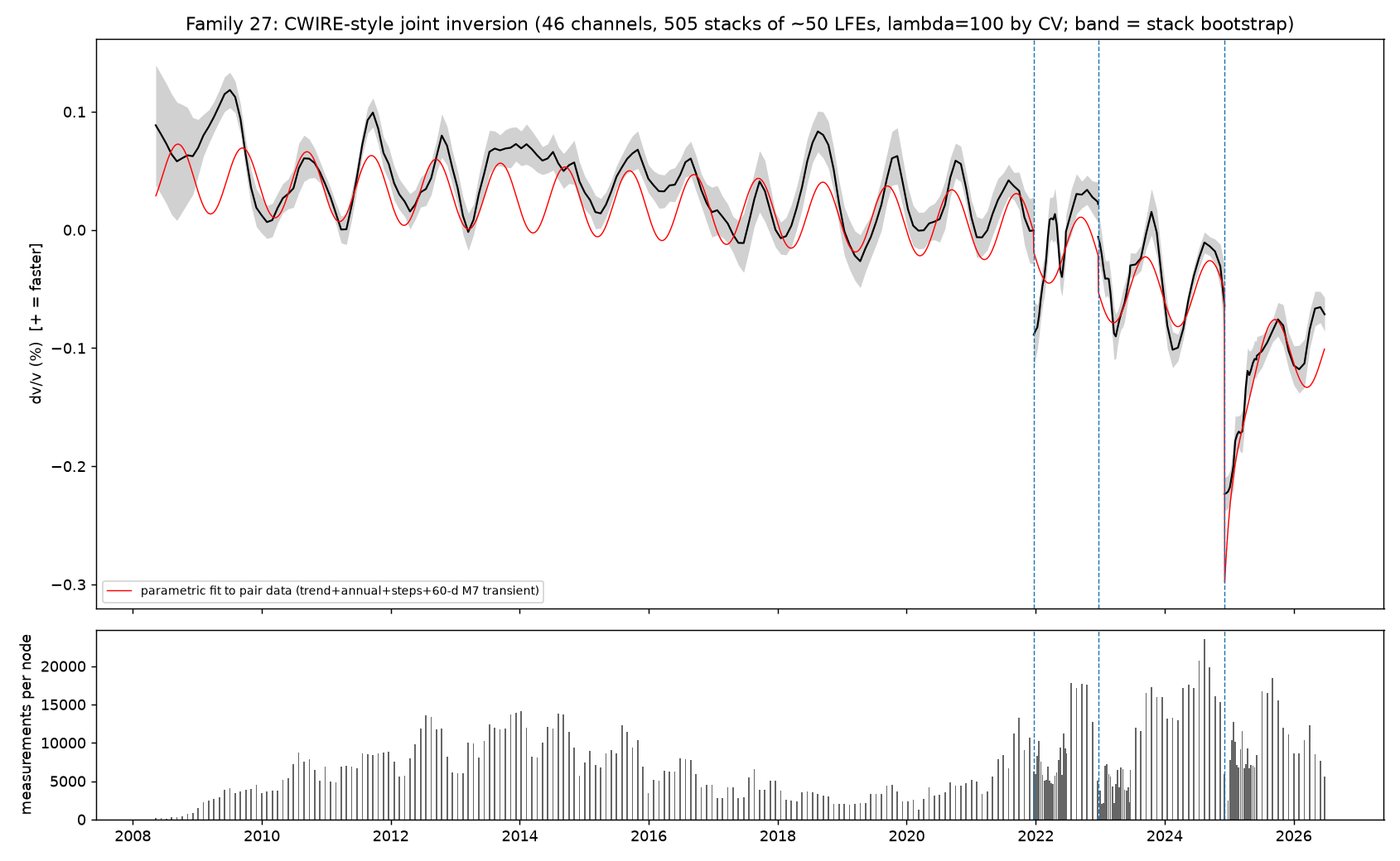 Family 27: CWIRE-style joint inversion (46 channels, 505 stacks of ~50 LFEs, lambda=100 by CV; band = stack bootstrap)
dv/v (%) [+ = faster]
0.1
0.0
−0.1
−0.2
−0.3
parametric fit to pair data (trend+annual+steps+60-d M7 transient)
measurements per node
20000
15000
10000
5000
0
2008 2010 2012 2014 2016 2018 2020 2022 2024 2026